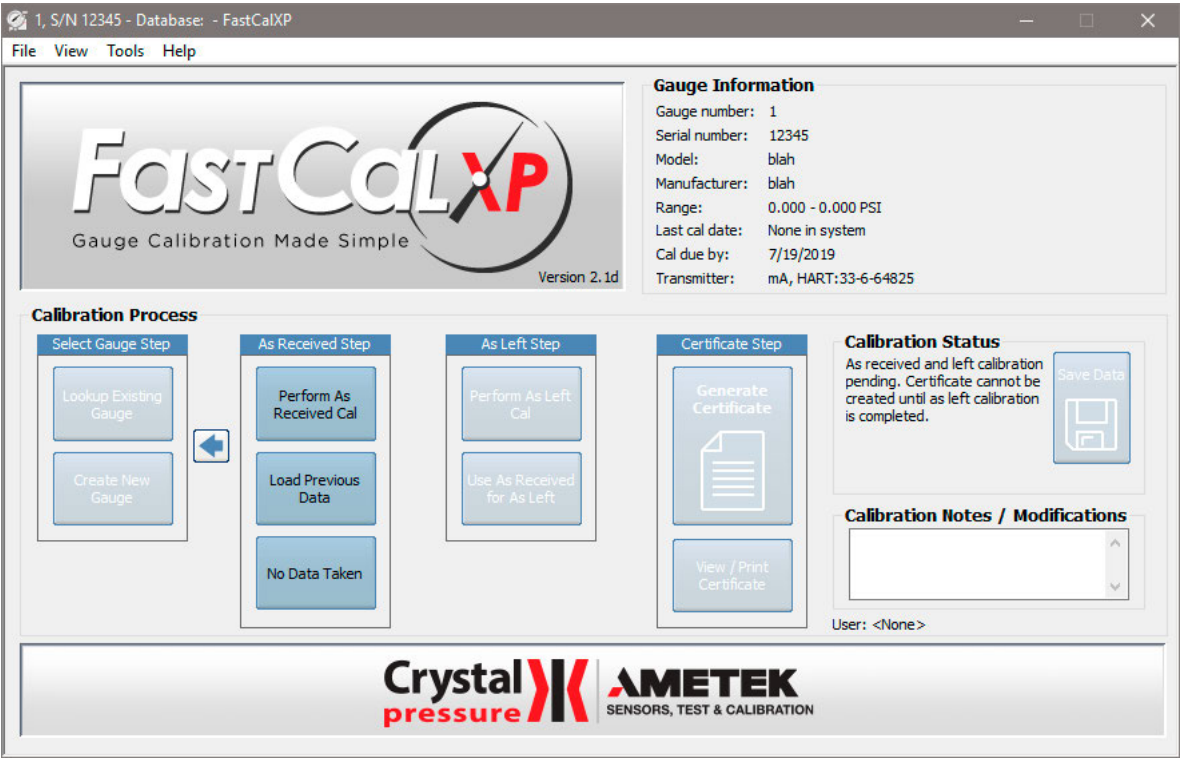 1, S/N 12345 - Database:  - FastCalXP
File View Tools Help
FastCalXP
Gauge Calibration Made Simple
Version 2.1d
Gauge Information
Gauge number: 1
Serial number: 12345
Model: blah
Manufacturer: blah
Range: 0.000 - 0.000 PSI
Last cal date: None in system
Cal due by: 7/19/2019
Transmitter: mA, HART:33-6-64825
Calibration Process
Select Gauge Step
Lookup Existing
Gauge
Create New
Gauge
As Received Step
Perform As
Received Cal
Load Previous
Data
No Data Taken
As Left Step
Perform As Left
Cal
Use As Received
for As Left
Certificate Step
Generate
Certificate
View / Print
Certificate
Calibration Status
As received and left calibration
pending. Certificate cannot be
created until as left calibration
is completed.
Save Data
Calibration Notes / Modifications
User: <None>
Crystal
pressure
AMETEK
SENSORS, TEST & CALIBRATION